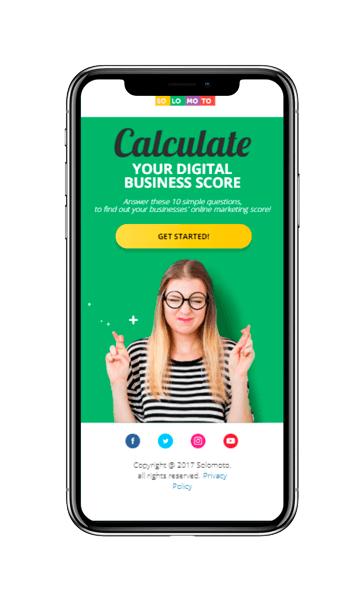 SO LO MO TO
Calculate
YOUR DIGITAL
BUSINESS SCORE
Answer these 10 simple questions,
to find out your businesses' online marketing score!
GET STARTED!
Copyright @ 2017 Solomoto,
all rights reserved. Privacy
Policy